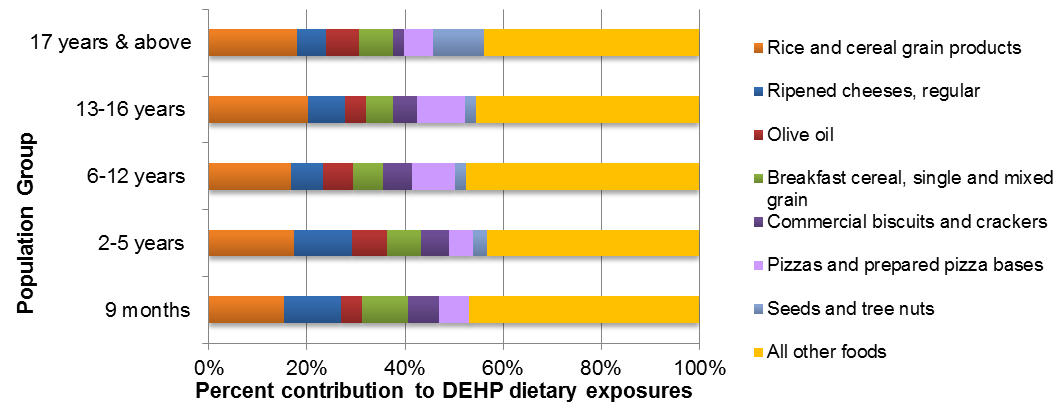 Population Group
17 years & above
13-16 years
6-12 years
2-5 years
9 months
0% 20% 40% 60% 80% 100%
Percent contribution to DEHP dietary exposures
Rice and cereal grain products
Ripened cheeses, regular
Olive oil
Breakfast cereal, single and mixed
grain
Commercial biscuits and crackers
Pizzas and prepared pizza bases
Seeds and tree nuts
All other foods